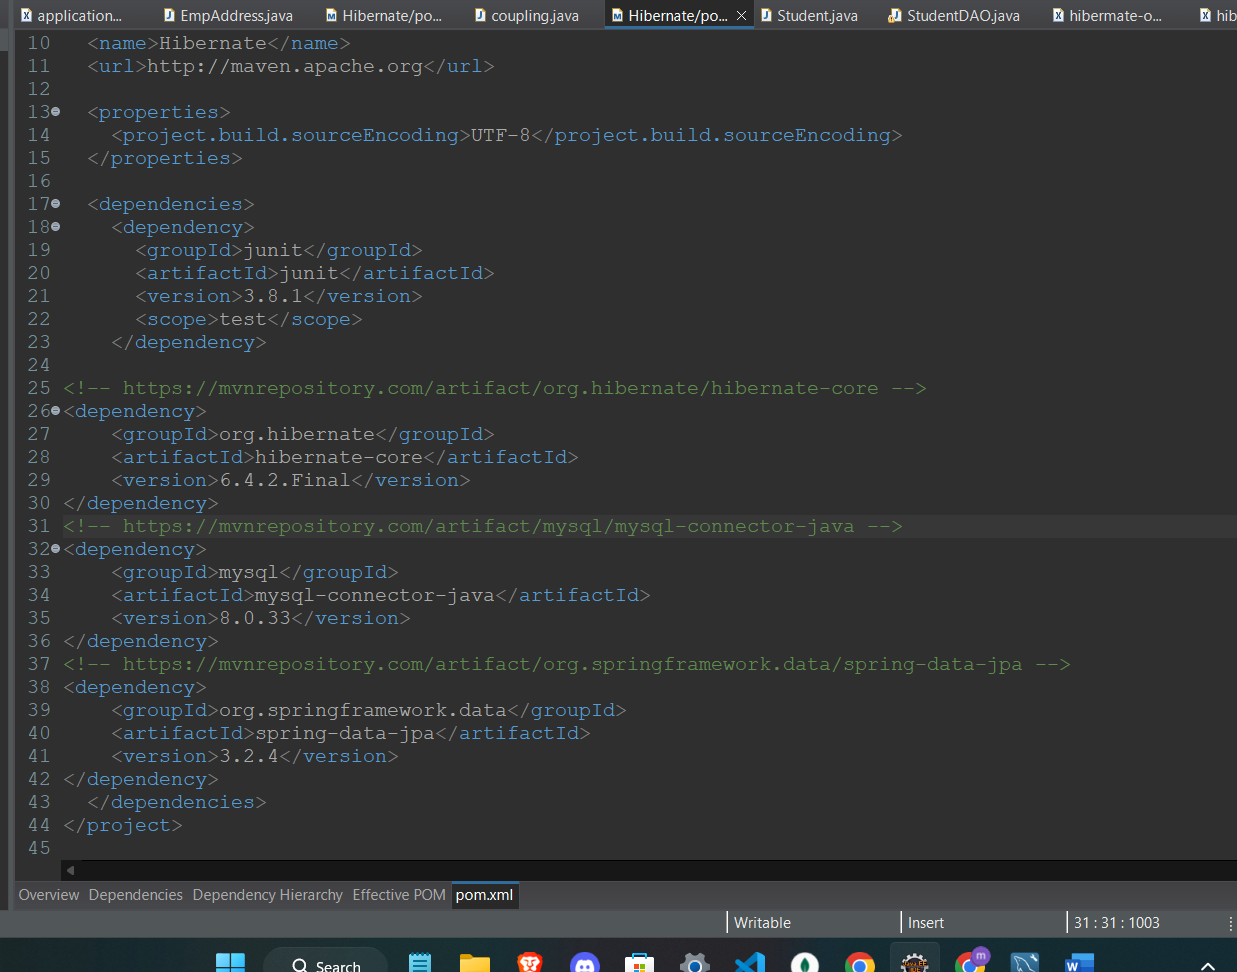 application...
EmpAddress.java
Hibernate/po...
coupling.java
Hibernate/po...
Student.java
StudentDAO.java
hibermate-o...
hib
10 <name>Hibernate</name>
11 <url>http://maven.apache.org</url>
12
13 <properties>
14 <project.build.sourceEncoding>UTF-8</project.build.sourceEncoding>
15 </properties>
16
17 <dependencies>
18 <dependency>
19 <groupId>junit</groupId>
20 <artifactId>junit</artifactId>
21 <version>3.8.1</version>
22 <scope>test</scope>
23 </dependency>
24
25 <!-- https://mvnrepository.com/artifact/org.hibernate/hibernate-core -->
26 <dependency>
27 <groupId>org.hibernate</groupId>
28 <artifactId>hibernate-core</artifactId>
29 <version>6.4.2.Final</version>
30 </dependency>
31 <!-- https://mvnrepository.com/artifact/mysql/mysql-connector-java -->
32 <dependency>
33 <groupId>mysql</groupId>
34 <artifactId>mysql-connector-java</artifactId>
35 <version>8.0.33</version>
36 </dependency>
37 <!-- https://mvnrepository.com/artifact/org.springframework.data/spring-data-jpa -->
38 <dependency>
39 <groupId>org.springframework.data</groupId>
40 <artifactId>spring-data-jpa</artifactId>
41 <version>3.2.4</version>
42 </dependency>
43 </dependencies>
44 </project>
45
Overview Dependencies Dependency Hierarchy Effective POM pom.xml
Writable Insert 31 : 31 : 1003
Search
m
W